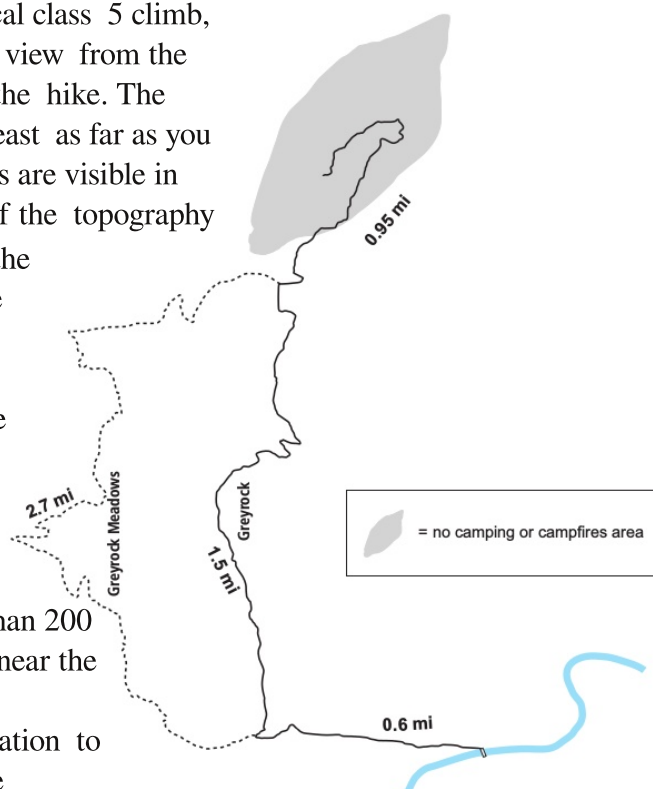 cal class 5 climb,
view from the
the hike. The
east as far as you
s are visible in
f the topography
the
e
e
han 200
near the
ation to
e
0.95 mi
2.7 mi
Greyrock Meadows
Greyrock
1.5 mi
= no camping or campfires area
0.6 mi